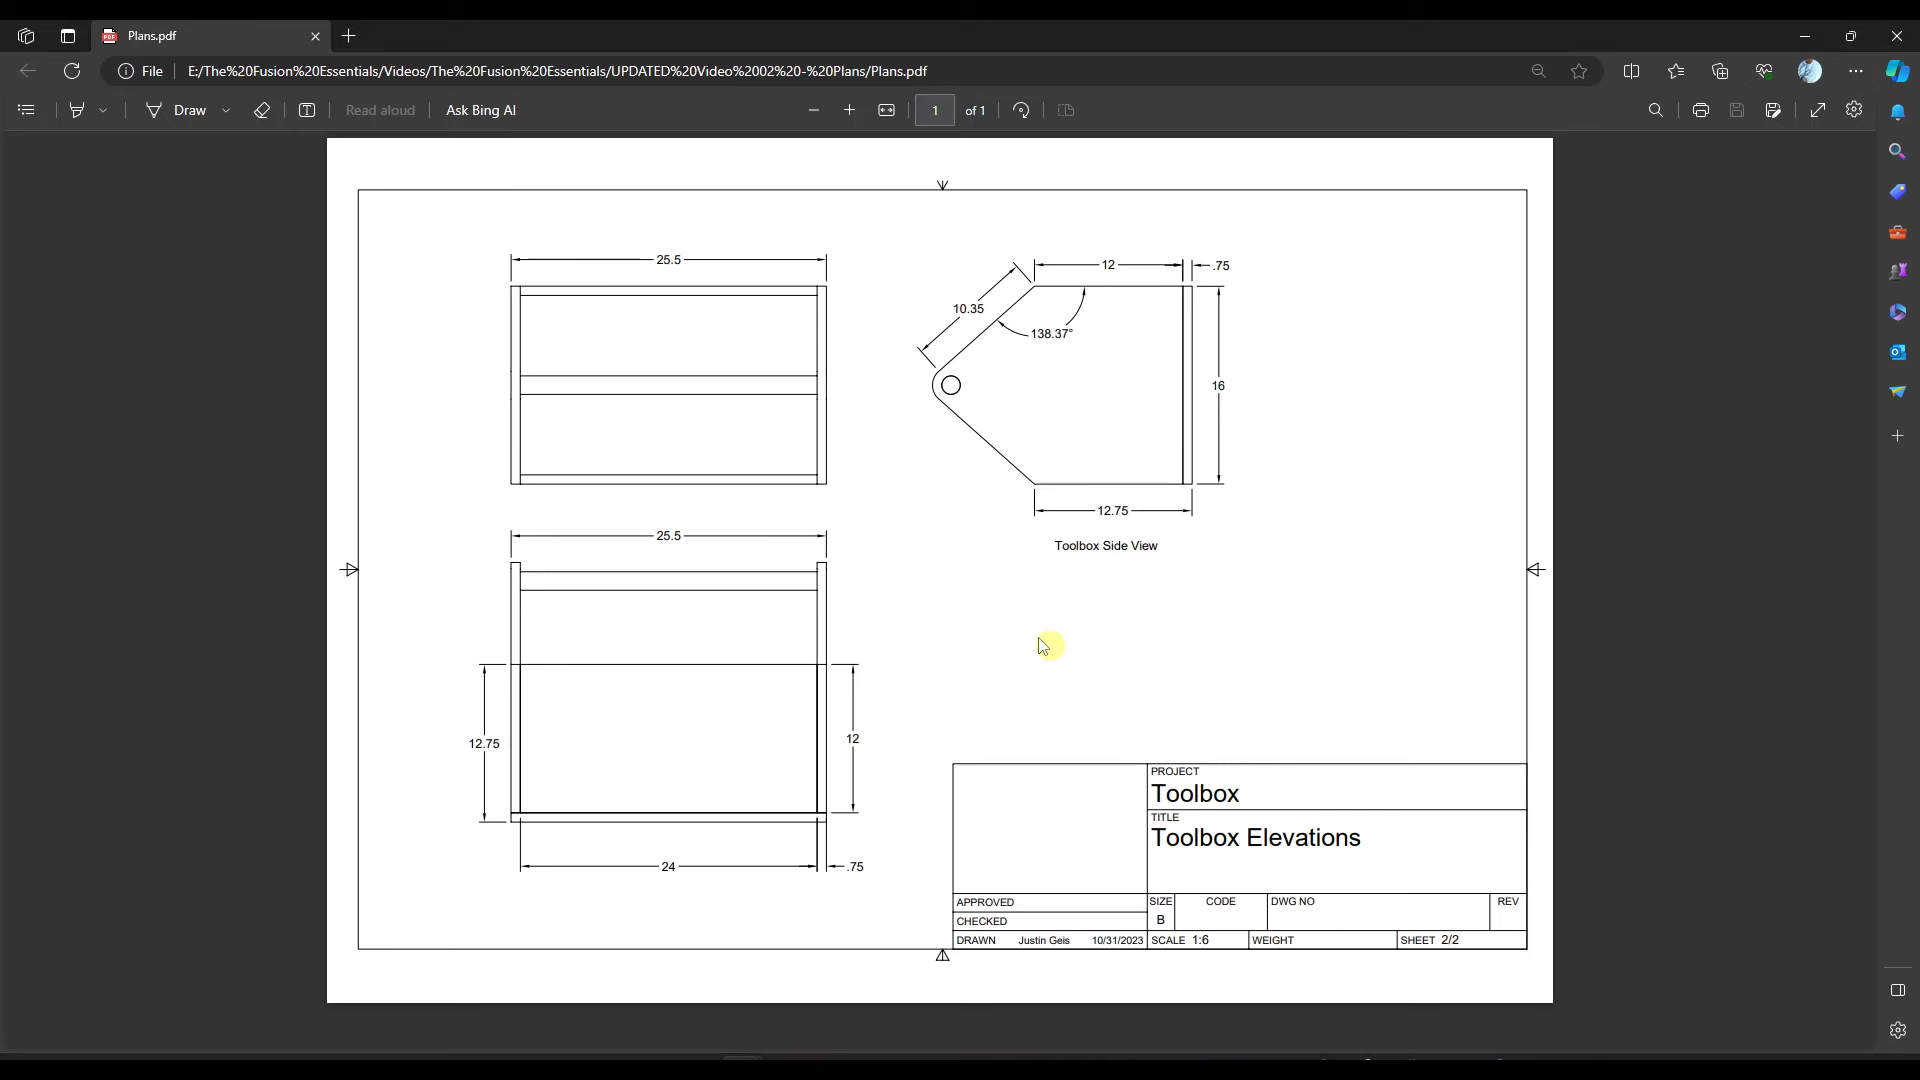 Plans.pdf
File
E:/The%20Fusion%20Essentials/Videos/The%20Fusion%20Essentials/UPDATED%20Video%2002%20-%20Plans/Plans.pdf
Draw
Read aloud
Ask Bing AI
1
of 1
25.5
12
.75
10.35
138.37°
16
12.75
Toolbox Side View
25.5
12.75
12
24
.75
PROJECT
Toolbox
TITLE
Toolbox Elevations
APPROVED
CHECKED
DRAWN Justin Geis 10/31/2023
SIZE
B
CODE
DWG NO
REV
SCALE 1:6
WEIGHT
SHEET 2/2